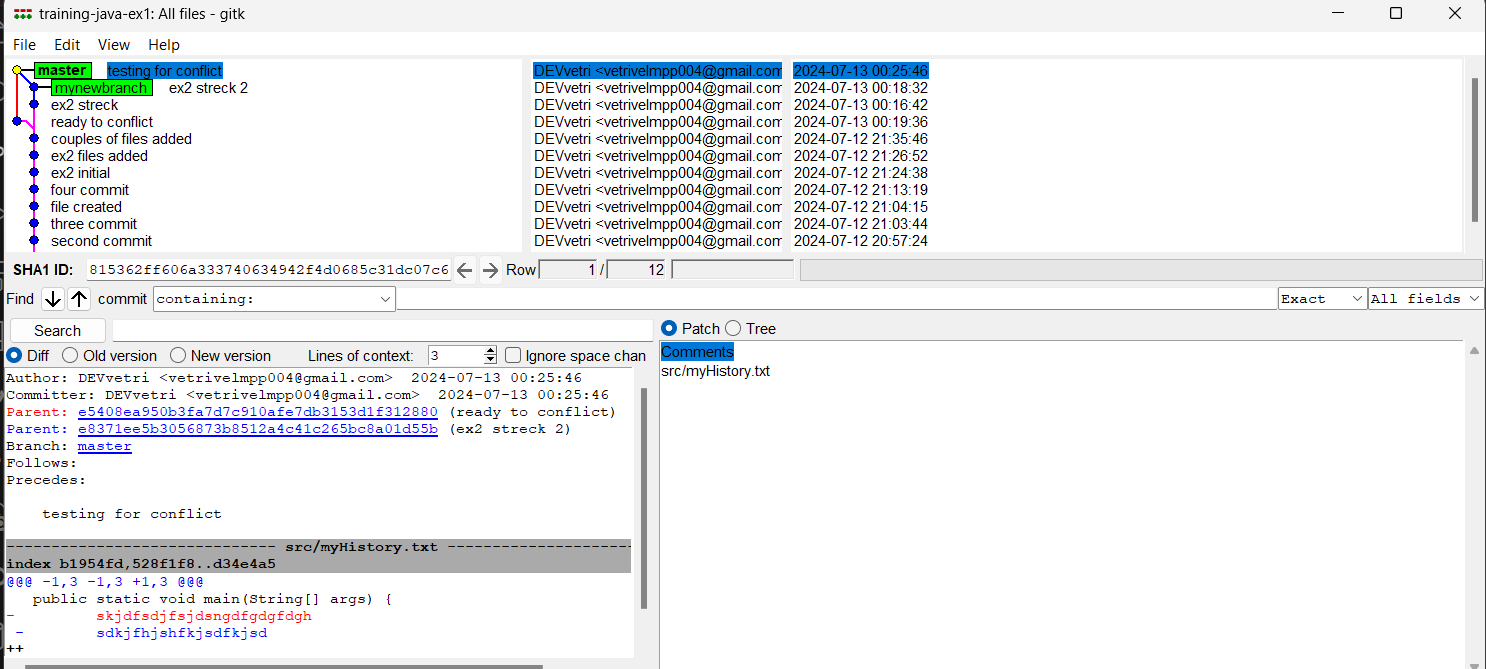 training-java-ex1: All files - gitk
File Edit View Help
master testing for conflict DEVvetri <vetrivelmpp004@gmail.com 2024-07-13 00:25:46
mynewbranch ex2 streck 2 DEVvetri <vetrivelmpp004@gmail.com 2024-07-13 00:18:32
ex2 streck DEVvetri <vetrivelmpp004@gmail.com 2024-07-13 00:16:42
ready to conflict DEVvetri <vetrivelmpp004@gmail.com 2024-07-13 00:19:36
couples of files added DEVvetri <vetrivelmpp004@gmail.com 2024-07-12 21:35:46
ex2 files added DEVvetri <vetrivelmpp004@gmail.com 2024-07-12 21:26:52
ex2 initial DEVvetri <vetrivelmpp004@gmail.com 2024-07-12 21:24:38
four commit DEVvetri <vetrivelmpp004@gmail.com 2024-07-12 21:13:19
file created DEVvetri <vetrivelmpp004@gmail.com 2024-07-12 21:04:15
three commit DEVvetri <vetrivelmpp004@gmail.com 2024-07-12 21:03:44
second commit DEVvetri <vetrivelmpp004@gmail.com 2024-07-12 20:57:24
SHA1 ID: 815362ff606a333740634942f4d0685c31dc07c6 Row 1 / 12
Find commit containing: Exact All fields
Search
Diff Old version New version Lines of context: 3 Ignore space chan
Author: DEVvetri <vetrivelmpp004@gmail.com> 2024-07-13 00:25:46
Committer: DEVvetri <vetrivelmpp004@gmail.com> 2024-07-13 00:25:46
Parent: e5408ea950b3fa7d7c910afe7db3153d1f312880 (ready to conflict)
Parent: e8371ee5b3056873b8512a4c41c265bc8a01d55b (ex2 streck 2)
Branch: master
Follows:
Precedes:
testing for conflict
------------------------------ src/myHistory.txt ---------------------
index b1954fd,528f1f8..d34e4a5
@@@ -1,3 -1,3 +1,3 @@@
public static void main(String[] args) {
- skjdfsdjfsjdsngdfgdgfdgh
- sdkjfhjshfkjsdfkjsd
++
Patch Tree
Comments
src/myHistory.txt